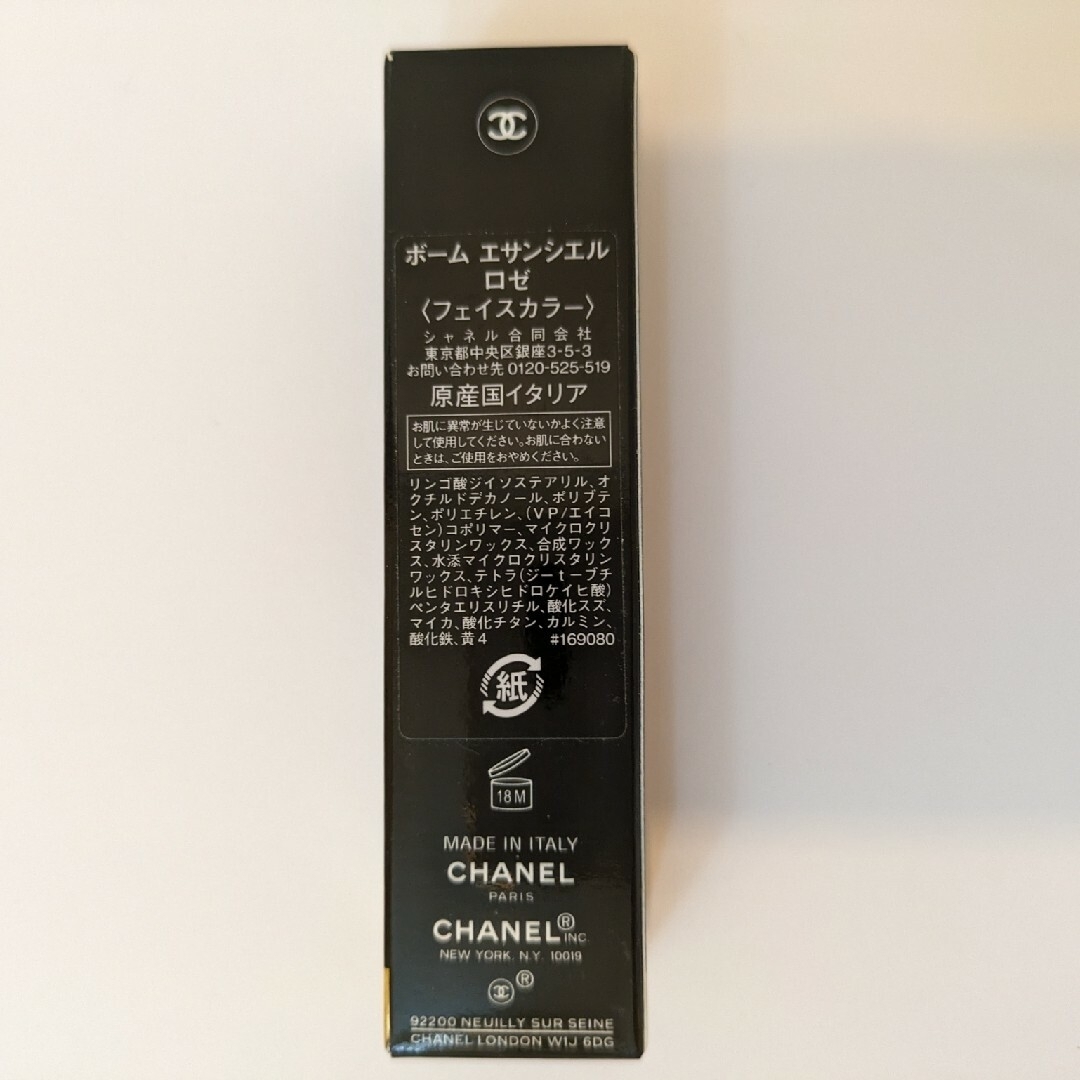 ボーム エサンシエル
ロゼ
〈フェイスカラー〉
シャネル合同会社
東京都中央区銀座3-5-3
お問い合わせ先 0120-525-519
原産国イタリア
お肌に異常が生じていないかよく注意
して使用してください。お肌に合わない
ときは、ご使用をおやめください。
リンゴ酸ジイソステアリル、オ
クチルドデカノール、ポリブテ
ン、ポリエチレン、(VP/エイコ
セン)コポリマー、マイクロクリ
スタリンワックス、合成ワック
ス、水添マイクロクリスタリン
ワックス、テトラ(ジーtーブチ
ルヒドロキシヒドロケイヒ酸)
ペンタエリスリチル、酸化スズ、
マイカ、酸化チタン、カルミン、
酸化鉄、黄4 #169080
紙
18M
MADE IN ITALY
CHANEL
PARIS
CHANEL® INC
NEW YORK. N.Y. 10019
®
92200 NEUILLY SUR SEINE
CHANEL LONDON W1J 6DG